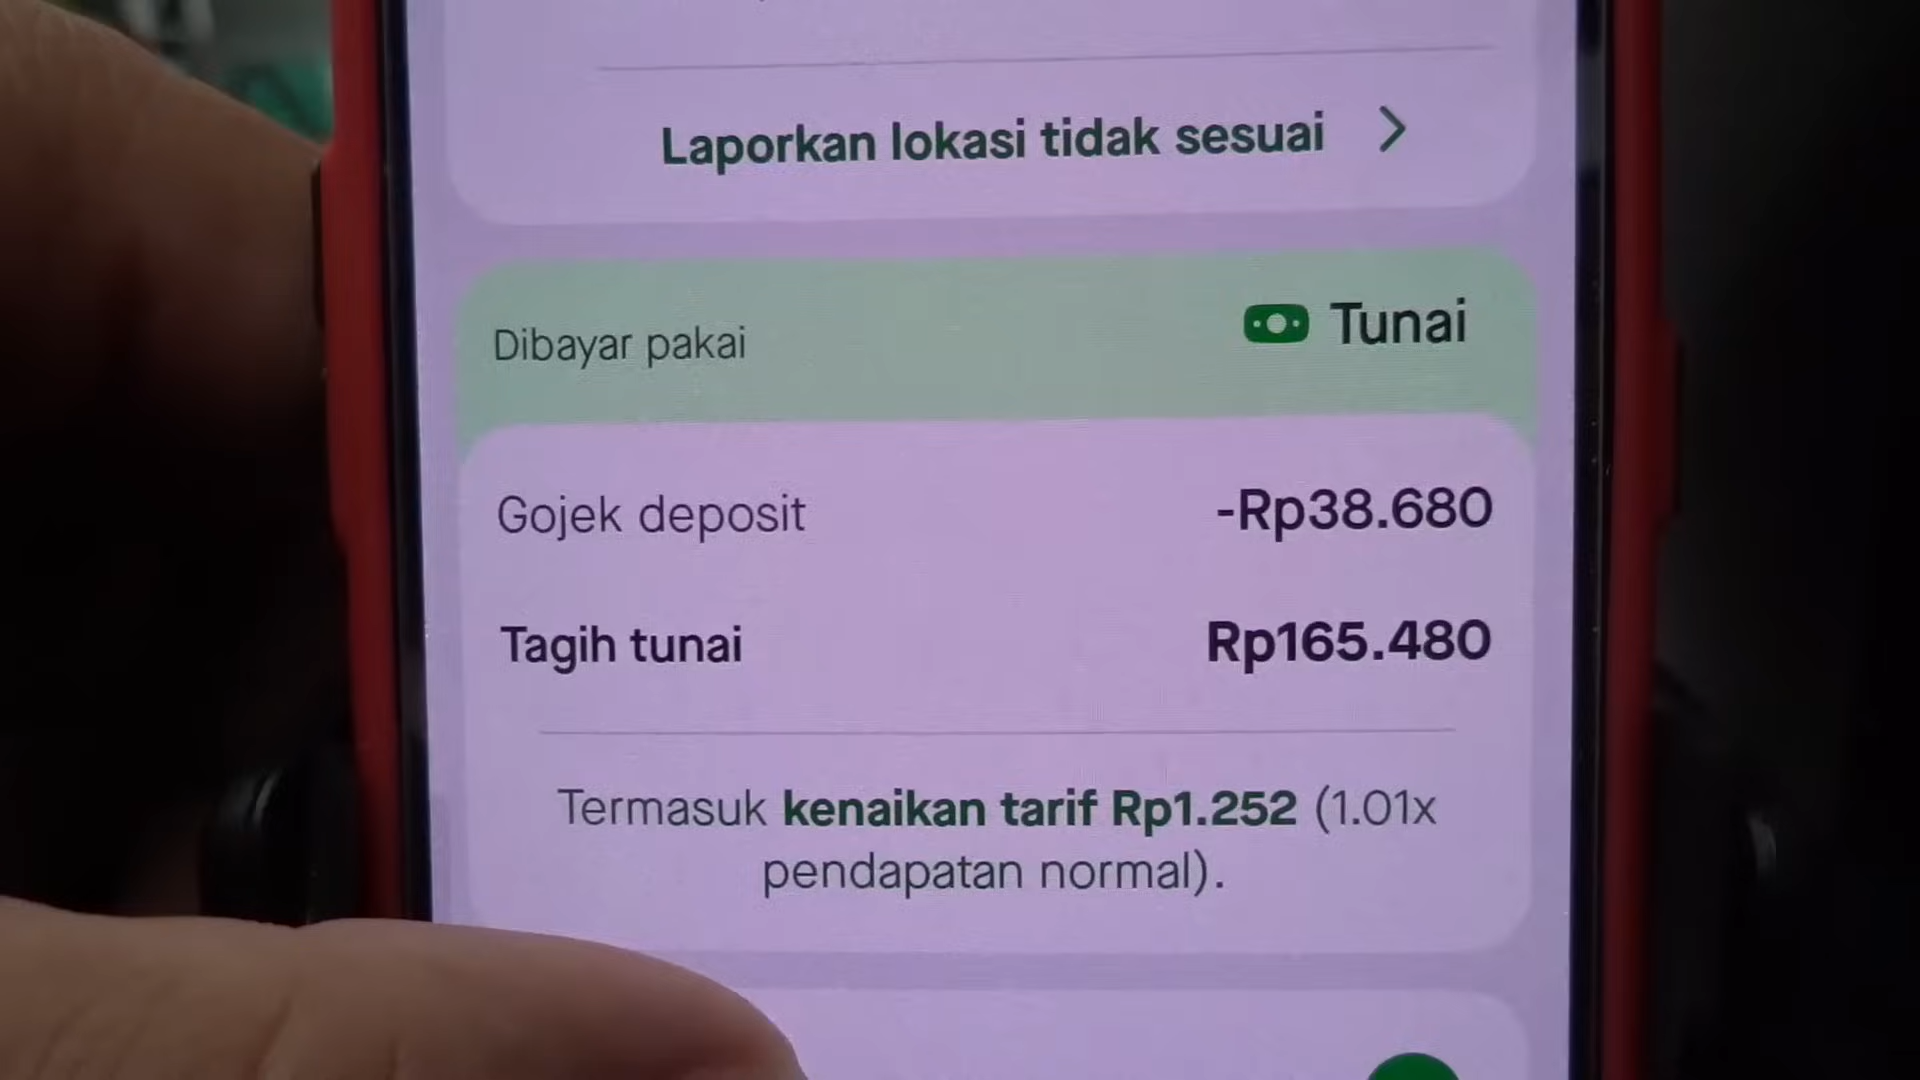 Laporkan lokasi tidak sesuai
Dibayar pakai Tunai
Gojek deposit -Rp38.680
Tagih tunai Rp165.480
Termasuk kenaikan tarif Rp1.252 (1.01x
pendapatan normal).